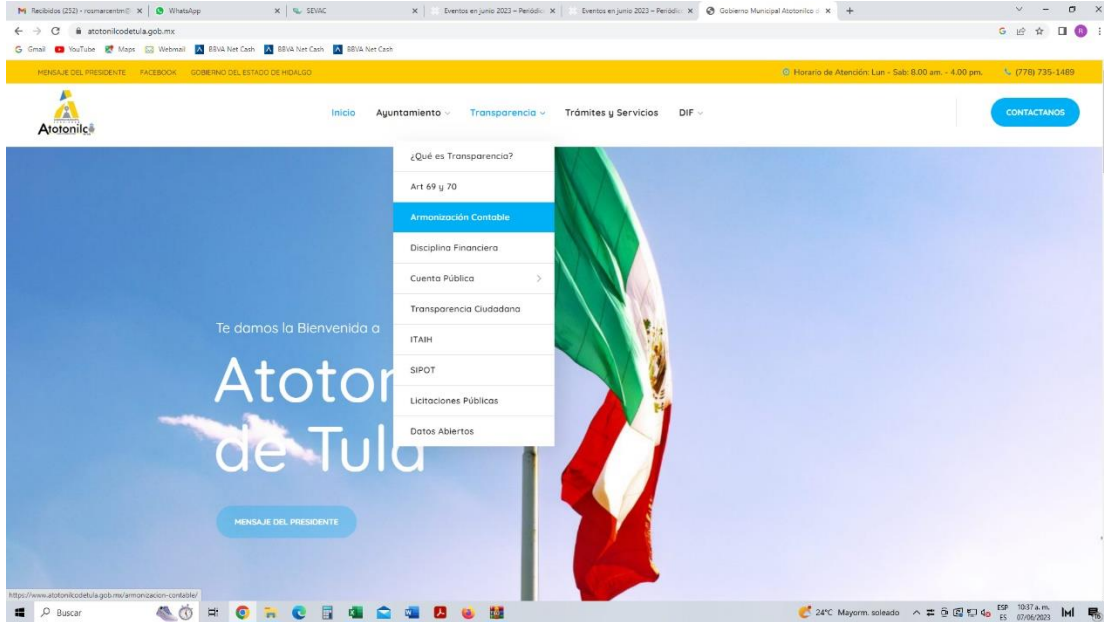 Recibidos (252) - rosmarcentm@
WhatsApp
SEVAC
Eventos en junio 2023 – Periódic
Eventos en junio 2023 – Periódic
Gobierno Municipal Atotonilco d
atotonilcodetula.gob.mx
Gmail YouTube Maps Webmail BBVA Net Cash BBVA Net Cash BBVA Net Cash
MENSAJE DEL PRESIDENTE FACEBOOK GOBIERNO DEL ESTADO DE HIDALGO
Horario de Atención: Lun - Sab: 8.00 am. - 4.00 pm. (778) 735-1489
Atotonilco
Inicio Ayuntamiento Transparencia Trámites y Servicios DIF
CONTACTANOS
¿Qué es Transparencia?
Art 69 y 70
Armonización Contable
Disciplina Financiera
Cuenta Pública
Transparencia Ciudadana
ITAIH
SIPOT
Licitaciones Públicas
Datos Abiertos
Te damos la Bienvenida a
Atoton
de Tula
MENSAJE DEL PRESIDENTE
https://www.atotonilcodetula.gob.mx/armonizacion-contable/
Buscar
24°C Mayorm. soleado
ESP
ES
10:37 a. m.
07/06/2023